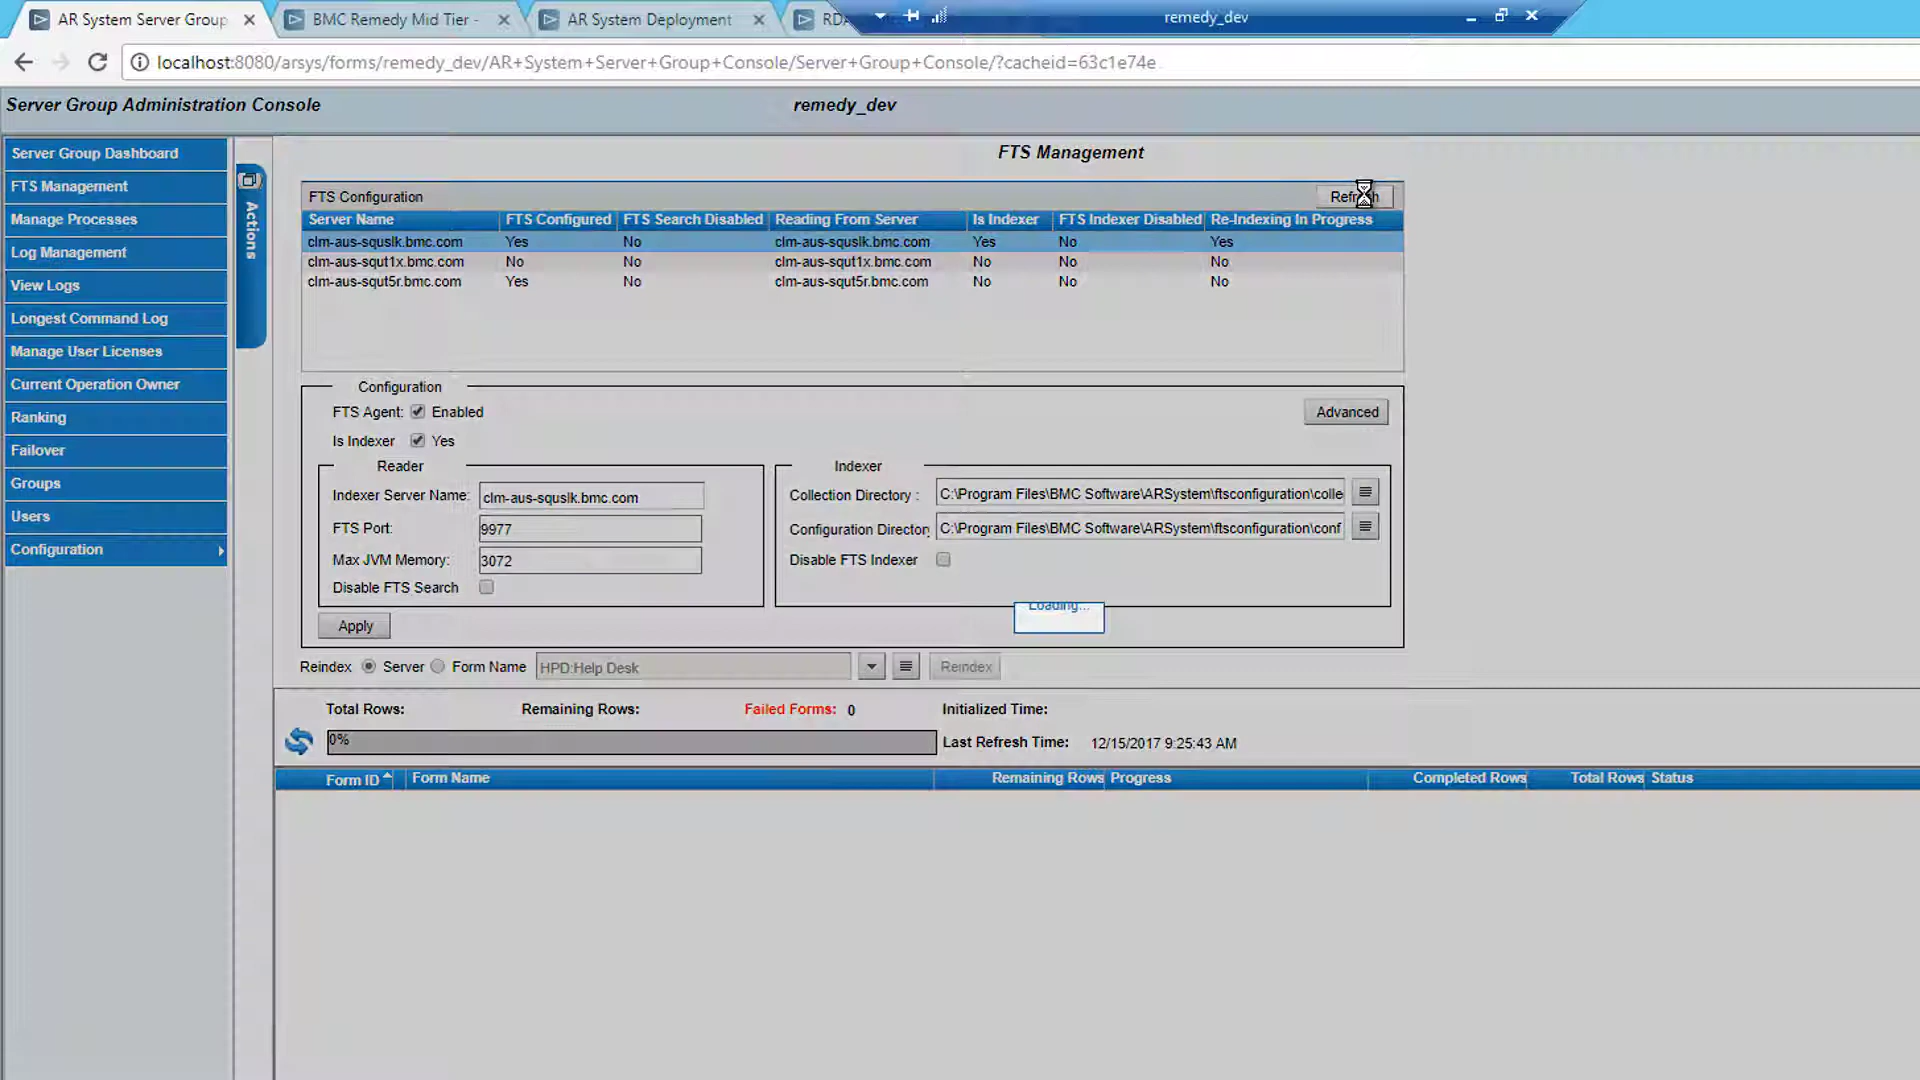 AR System Server Group
BMC Remedy Mid Tier -
AR System Deployment
remedy_dev
localhost:8080/arsys/forms/remedy_dev/AR+System+Server+Group+Console/Server+Group+Console/?cacheid=63c1e74e
Server Group Administration Console
remedy_dev
Server Group Dashboard
FTS Management
Manage Processes
Log Management
View Logs
Longest Command Log
Manage User Licenses
Current Operation Owner
Ranking
Failover
Groups
Users
Configuration
Actions
FTS Management
FTS Configuration
Refresh
Server Name FTS Configured FTS Search Disabled Reading From Server Is Indexer FTS Indexer Disabled Re-Indexing In Progress
clm-aus-squslk.bmc.com Yes No clm-aus-squslk.bmc.com Yes No Yes
clm-aus-squt1x.bmc.com No No clm-aus-squt1x.bmc.com No No No
clm-aus-squt5r.bmc.com Yes No clm-aus-squt5r.bmc.com No No No
Configuration
FTS Agent: Enabled
Advanced
Is Indexer Yes
Reader
Indexer Server Name: clm-aus-squslk.bmc.com
FTS Port: 9977
Max JVM Memory: 3072
Disable FTS Search
Indexer
Collection Directory : C:\Program Files\BMC Software\ARSystem\ftsconfiguration\colle
Configuration Director C:\Program Files\BMC Software\ARSystem\ftsconfiguration\conf
Disable FTS Indexer
Loading...
Apply
Reindex Server Form Name HPD:Help Desk Reindex
Total Rows: Remaining Rows: Failed Forms: 0 Initialized Time:
0% Last Refresh Time: 12/15/2017 9:25:43 AM
Form ID Form Name Remaining Rows Progress Completed Rows Total Rows Status